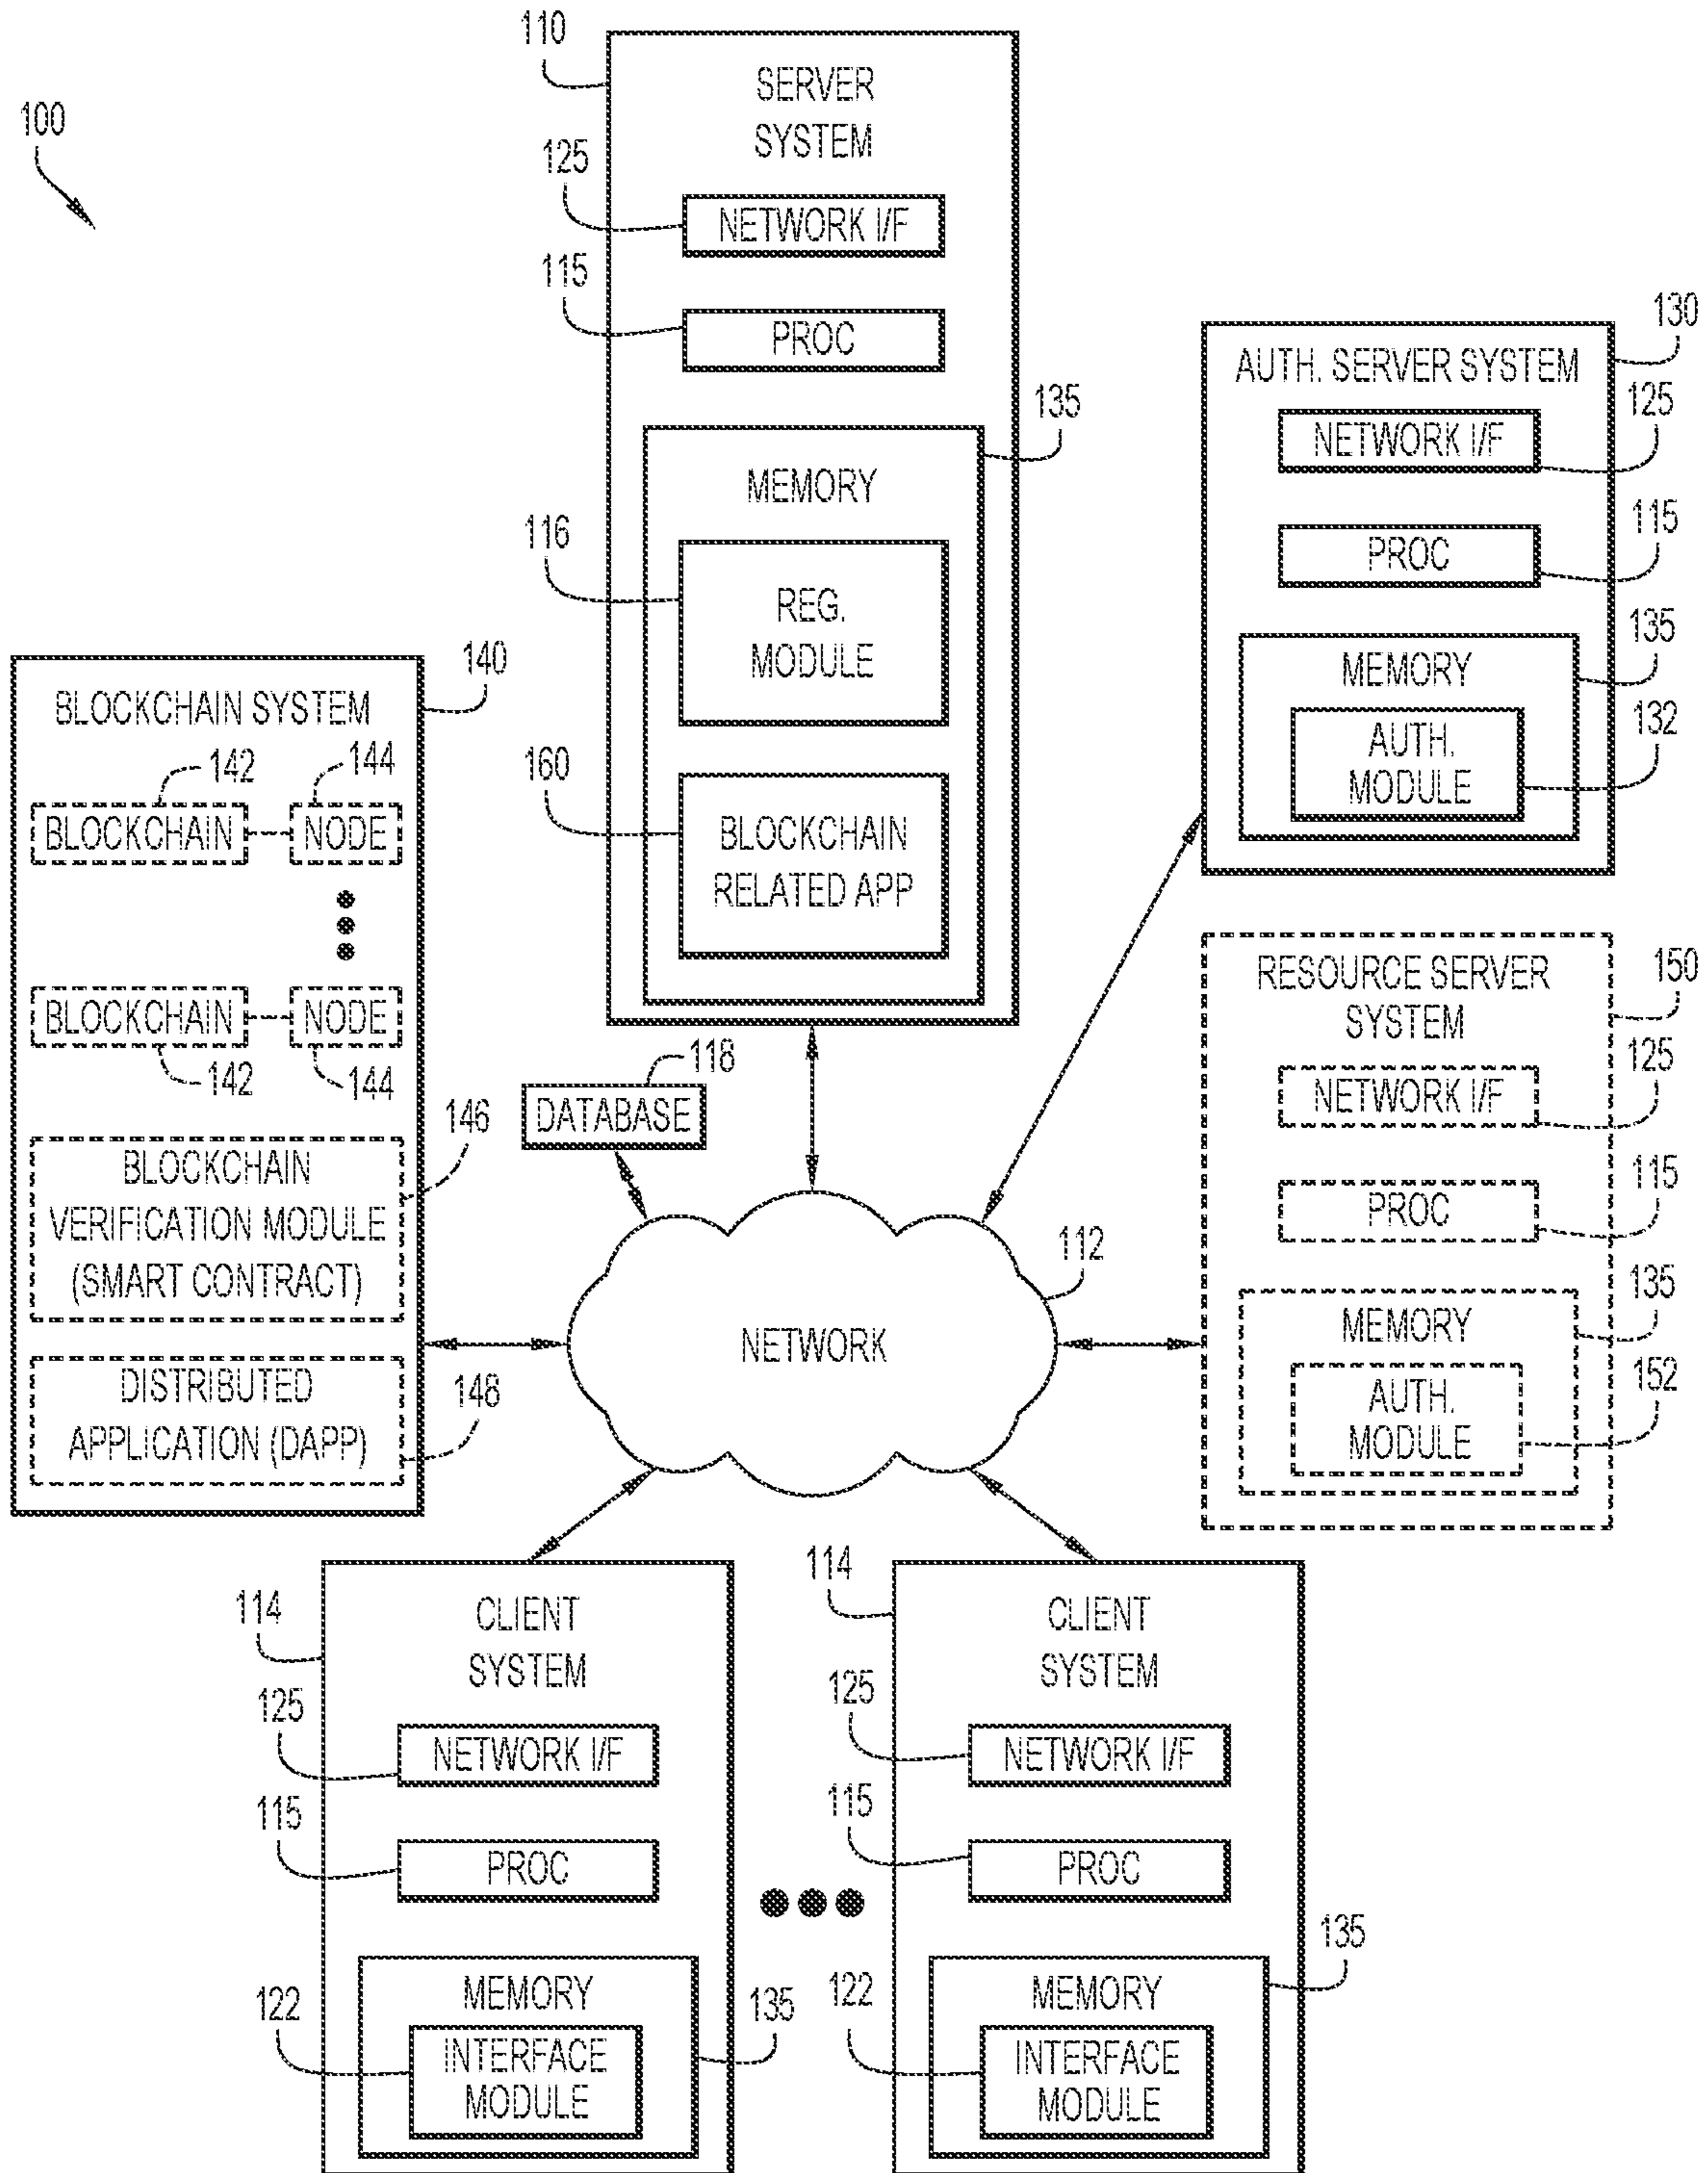 100
110
SERVER
SYSTEM
125
NETWORK I/F
115
PROC
135
MEMORY
116
REG.
MODULE
160
BLOCKCHAIN
RELATED APP
130
AUTH. SERVER SYSTEM
125
NETWORK I/F
115
PROC
135
MEMORY
132
AUTH.
MODULE
140
BLOCKCHAIN SYSTEM
142
144
BLOCKCHAIN
NODE
BLOCKCHAIN
NODE
142
144
146
BLOCKCHAIN
VERIFICATION MODULE
(SMART CONTRACT)
148
DISTRIBUTED
APPLICATION (DAPP)
118
DATABASE
112
NETWORK
150
RESOURCE SERVER
SYSTEM
125
NETWORK I/F
115
PROC
135
MEMORY
152
AUTH.
MODULE
114
CLIENT
SYSTEM
125
NETWORK I/F
115
PROC
MEMORY
122
135
INTERFACE
MODULE
114
CLIENT
SYSTEM
125
NETWORK I/F
115
PROC
135
MEMORY
122
INTERFACE
MODULE